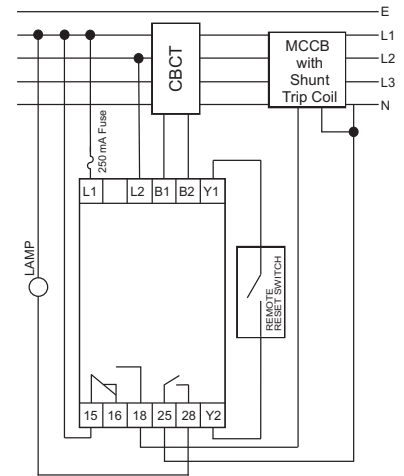 E
L1
L2
L3
N
CBCT
MCCB
with
Shunt
Trip Coil
250 mA Fuse
L1
L2
B1
B2
Y1
LAMP
REMOTE
RESET SWITCH
15
16
18
25
28
Y2